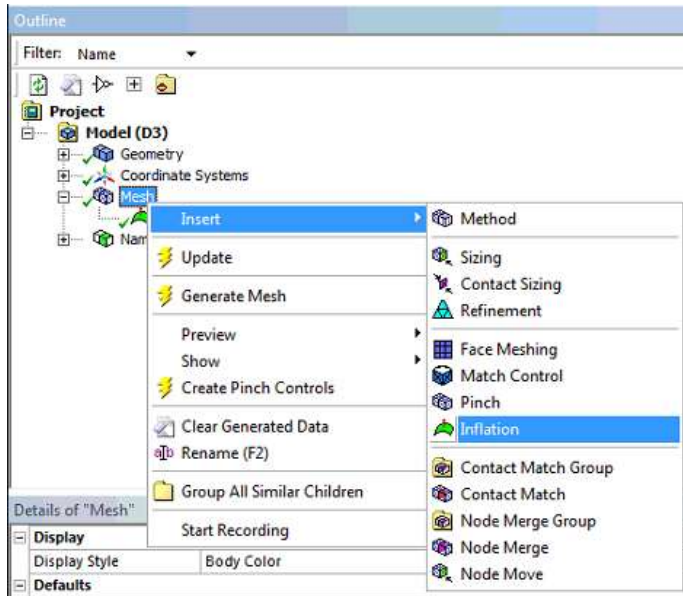 Outline
Filter: Name
Project
Model (D3)
Geometry
Coordinate Systems
Mesh
Nam
Insert
Update
Generate Mesh
Preview
Show
Create Pinch Controls
Clear Generated Data
Rename (F2)
Group All Similar Children
Start Recording
Method
Sizing
Contact Sizing
Refinement
Face Meshing
Match Control
Pinch
Inflation
Contact Match Group
Contact Match
Node Merge Group
Node Merge
Node Move
Details of "Mesh"
Display
Display Style Body Color
Defaults